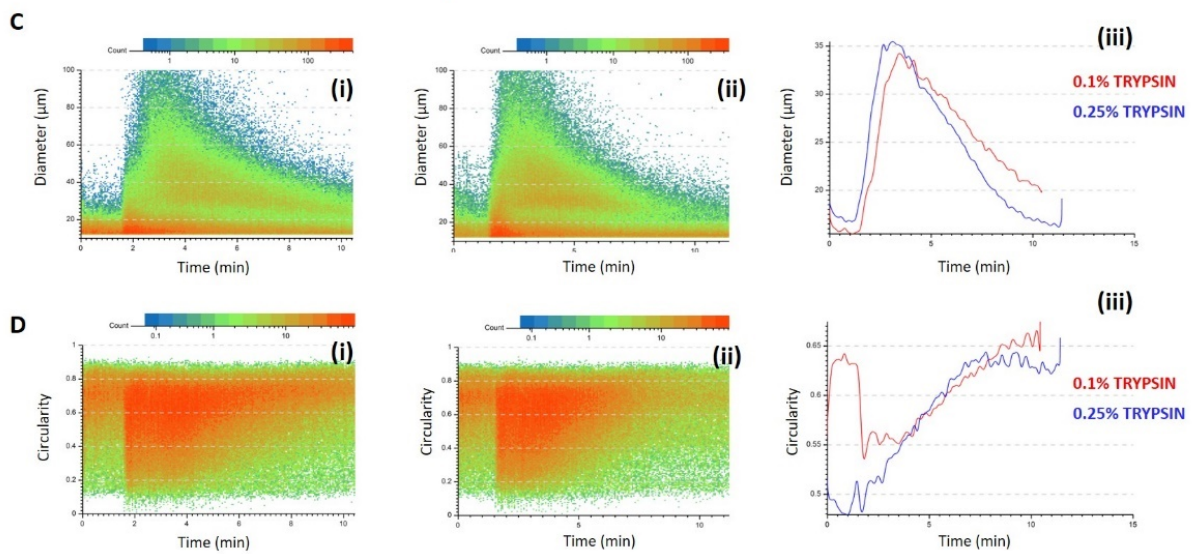 C
Count 1 10 100
(i)
Diameter (µm)
100
80
60
40
20
0 2 4 6 8 10
Time (min)
Count 1 10 100
(ii)
Diameter (µm)
100
80
60
40
20
0 5 10
Time (min)
(iii)
0.1% TRYPSIN
0.25% TRYPSIN
Diameter (µm)
35
30
25
20
0 5 10 15
Time (min)
D
Count 0.1 1 10
(i)
Circularity
1
0.8
0.6
0.4
0.2
0
0 2 4 6 8 10
Time (min)
Count 0.1 1 10
(ii)
Circularity
1
0.8
0.6
0.4
0.2
0
0 5 10
Time (min)
(iii)
0.1% TRYPSIN
0.25% TRYPSIN
Circularity
0.65
0.6
0.55
0.5
0 5 10 15
Time (min)